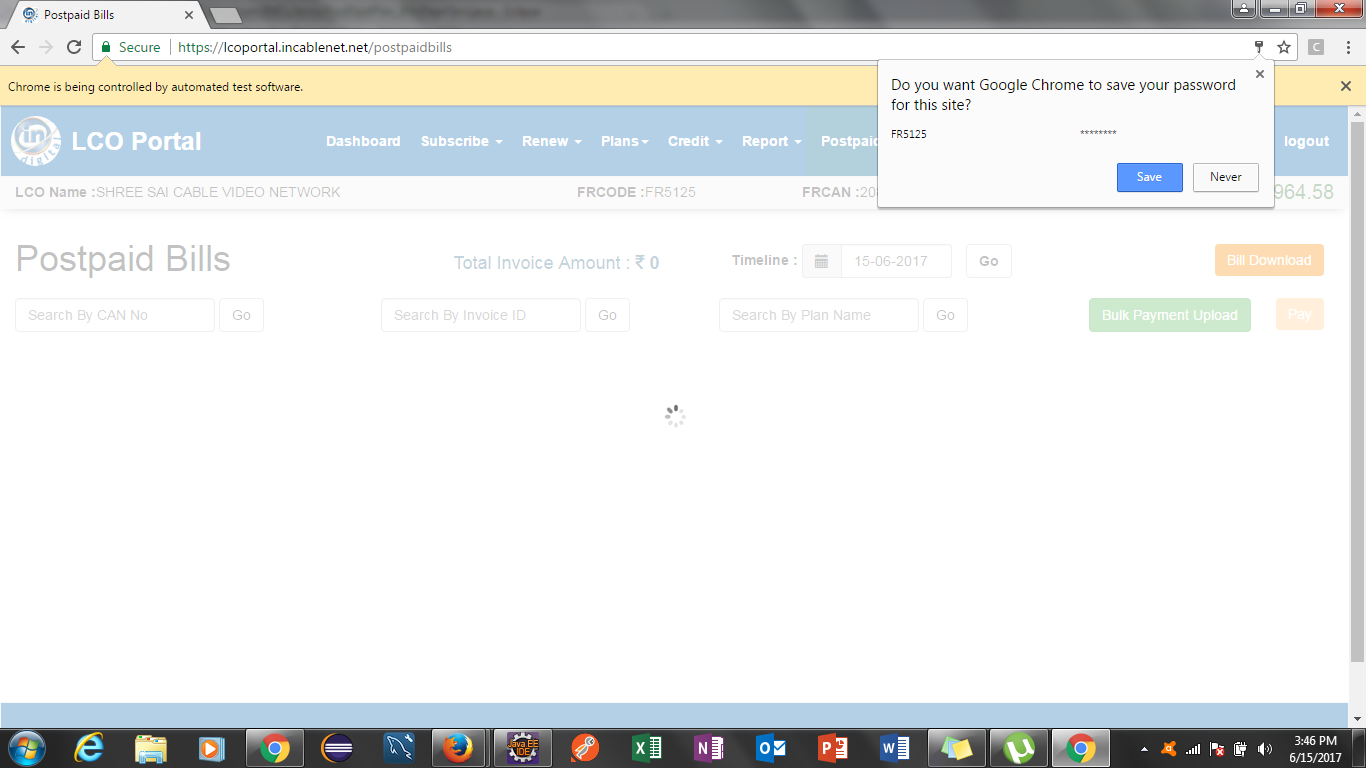 Postpaid Bills
Secure https://lcoportal.incablenet.net/postpaidbills
Chrome is being controlled by automated test software.
Do you want Google Chrome to save your password
for this site?
FR5125 ********
Save Never
in digital LCO Portal Dashboard Subscribe Renew Plans Credit Report Postpaid logout
LCO Name :SHREE SAI CABLE VIDEO NETWORK FRCODE :FR5125 FRCAN :20 964.58
Postpaid Bills Total Invoice Amount : ₹ 0 Timeline : 15-06-2017 Go Bill Download
Search By CAN No Go Search By Invoice ID Go Search By Plan Name Go Bulk Payment Upload Pay
Java EE
IDE
3:46 PM
6/15/2017